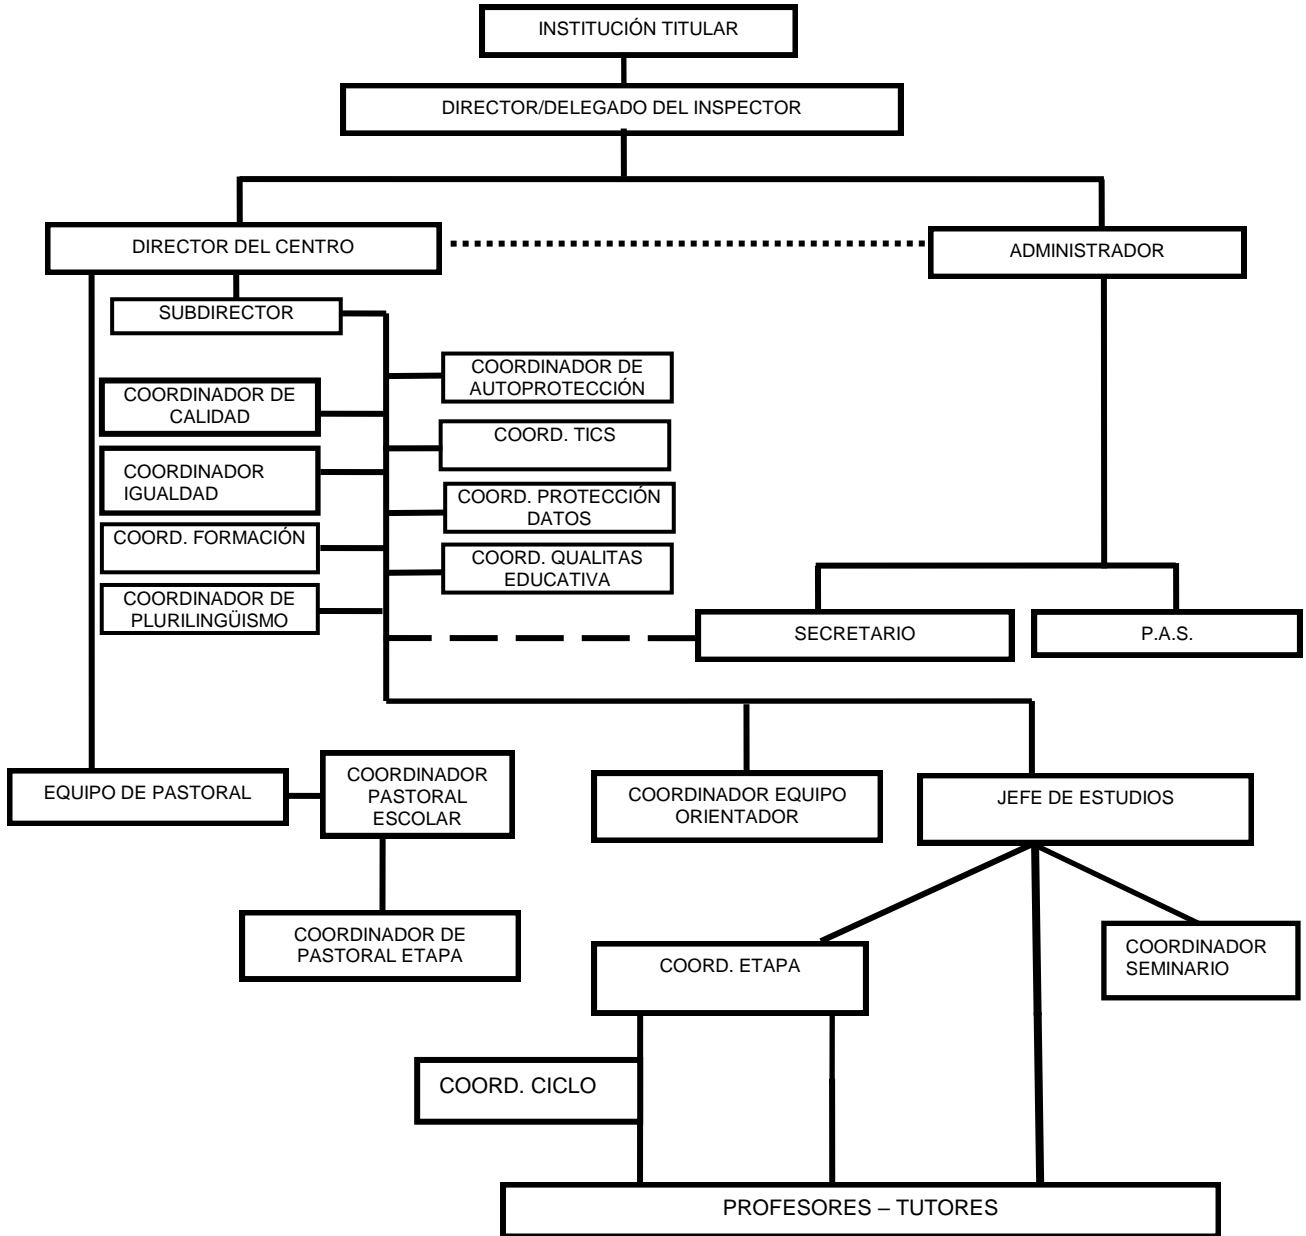 INSTITUCIÓN TITULAR
DIRECTOR/DELEGADO DEL INSPECTOR
DIRECTOR DEL CENTRO
ADMINISTRADOR
SUBDIRECTOR
COORDINADOR DE
AUTOPROTECCIÓN
COORDINADOR DE
CALIDAD
COORD. TICS
COORDINADOR
IGUALDAD
COORD. PROTECCIÓN
DATOS
COORD. FORMACIÓN
COORD. QUALITAS
EDUCATIVA
COORDINADOR DE
PLURILINGÜISMO
SECRETARIO
P.A.S.
EQUIPO DE PASTORAL
COORDINADOR
PASTORAL
ESCOLAR
COORDINADOR EQUIPO
ORIENTADOR
JEFE DE ESTUDIOS
COORDINADOR DE
PASTORAL ETAPA
COORD. ETAPA
COORDINADOR
SEMINARIO
COORD. CICLO
PROFESORES – TUTORES